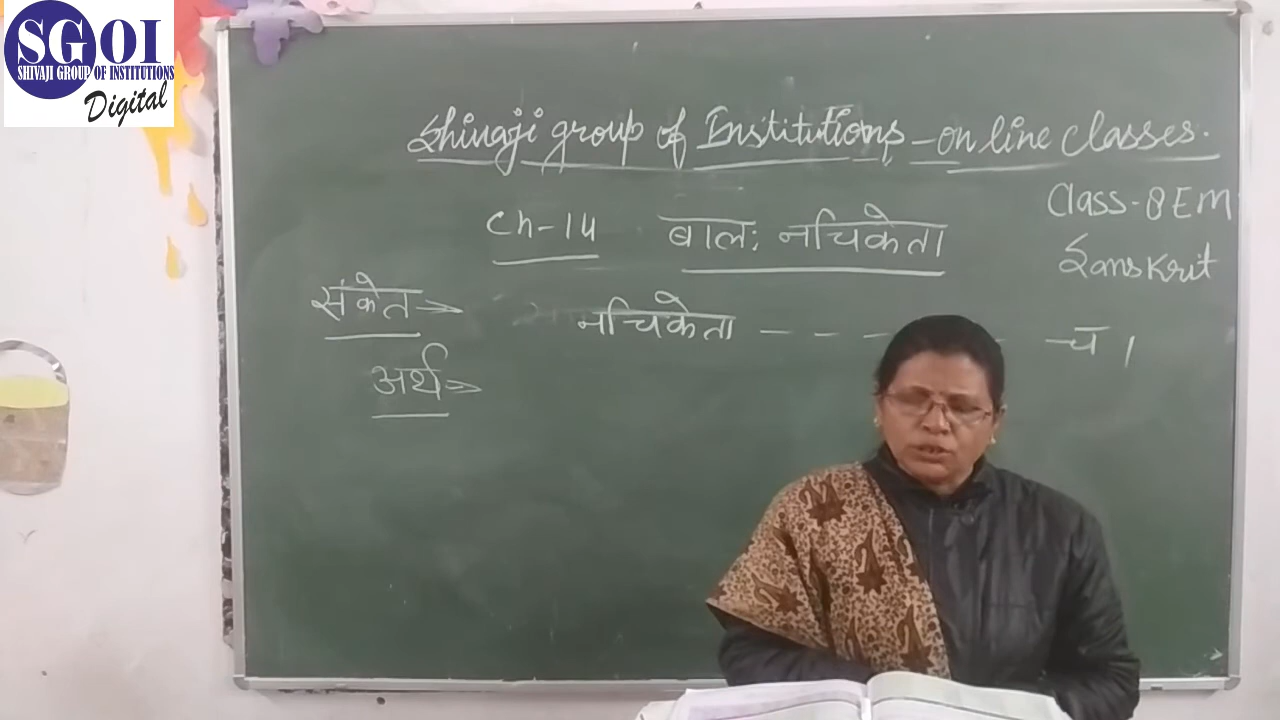 SGOI
SHIVAJI GROUP OF INSTITUTIONS
Digital
Shivaji group of Institutions - on line classes.
Class - 8 EM
Ch-14 बालः नचिकेता
Sanskrit
संकेत → नचिकेता - - - - च ।
अर्थ →